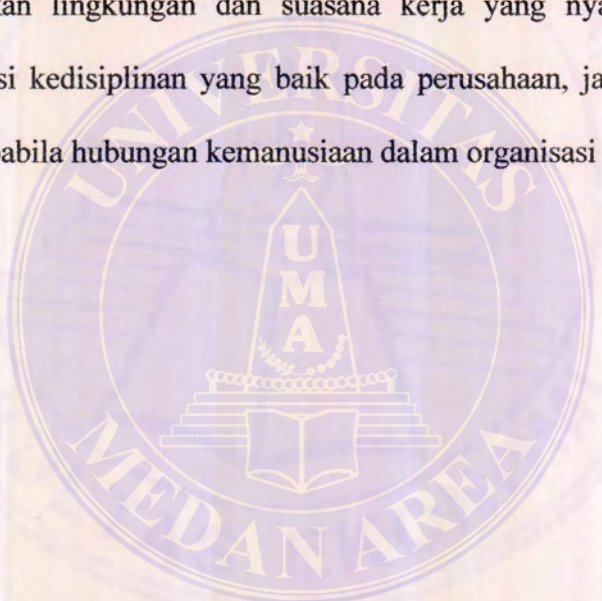 kan lingkungan dan suasana kerja yang nya
si kedisiplinan yang baik pada perusahaan, ja
abila hubungan kemanusiaan dalam organisasi
UNIVERSITAS
UMA
MEDAN AREA